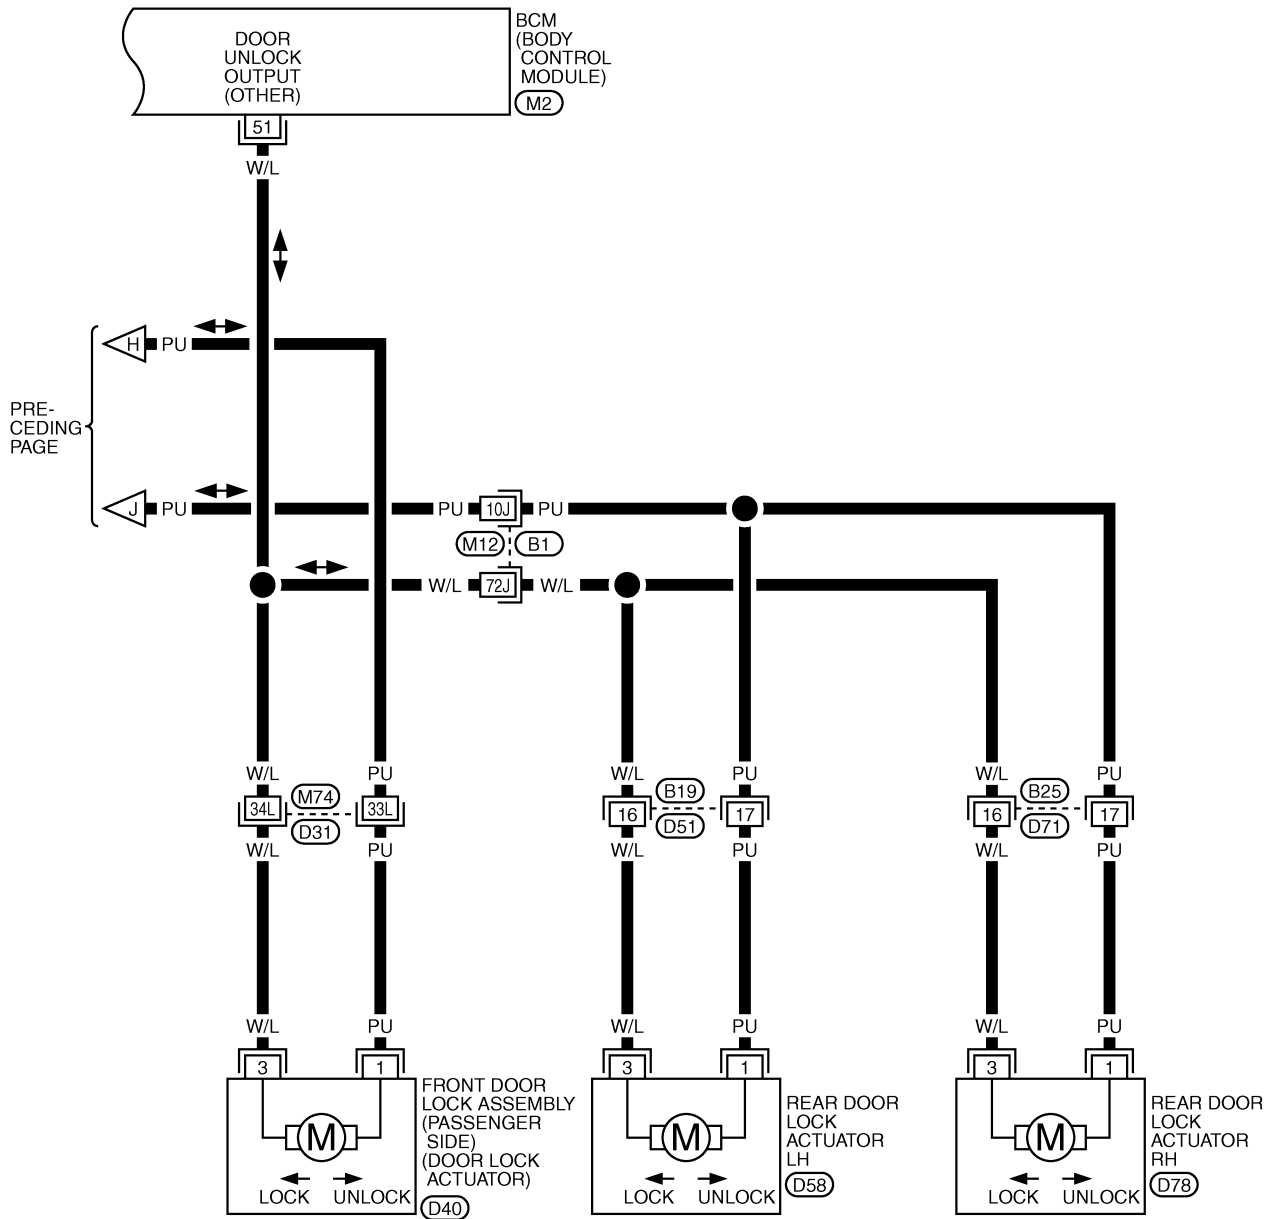 DOOR
UNLOCK
OUTPUT
(OTHER)
BCM
(BODY
CONTROL
MODULE)
M2
51
W/L
H
PU
PRE-
CEDING
PAGE
J
PU
PU
10J
PU
M12
B1
W/L
72J
W/L
W/L
PU
W/L
PU
W/L
PU
34L
M74
33L
D31
16
B19
17
D51
16
B25
17
D71
W/L
PU
W/L
PU
W/L
PU
W/L
PU
W/L
PU
W/L
PU
3
1
3
1
3
1
M
LOCK
UNLOCK
FRONT DOOR
LOCK ASSEMBLY
(PASSENGER
SIDE)
(DOOR LOCK
ACTUATOR)
D40
M
LOCK
UNLOCK
REAR DOOR
LOCK
ACTUATOR
LH
D58
M
LOCK
UNLOCK
REAR DOOR
LOCK
ACTUATOR
RH
D78